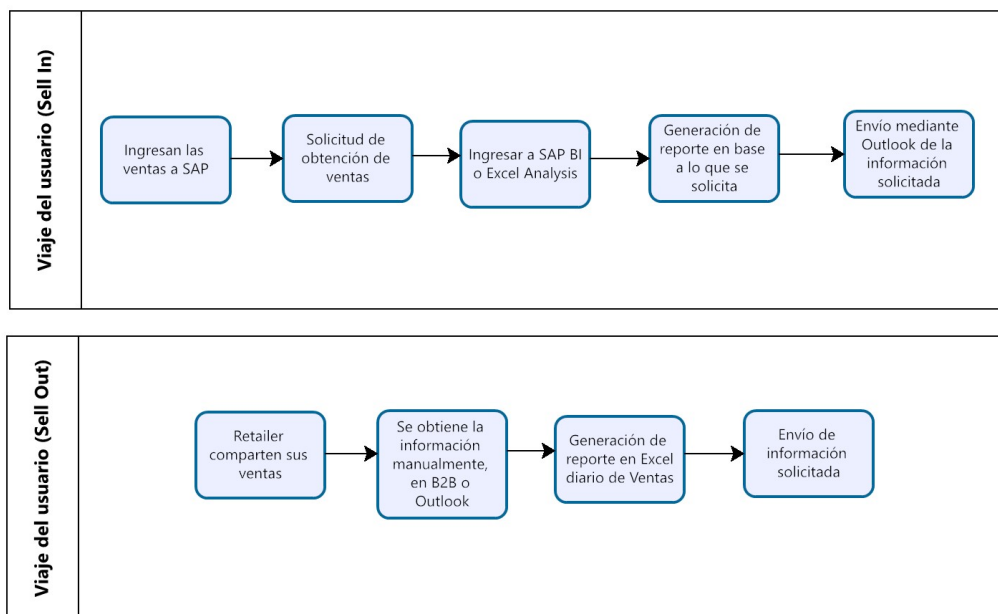 Viaje del usuario (Sell In)
Ingresan las
ventas a SAP
Solicitud de
obtención de
ventas
Ingresar a SAP BI
o Excel Analysis
Generación de
reporte en base
a lo que se
solicita
Envío mediante
Outlook de la
información
solicitada
Viaje del usuario (Sell Out)
Retailer
comparten sus
ventas
Se obtiene la
información
manualmente,
en B2B o
Outlook
Generación de
reporte en Excel
diario de Ventas
Envío de
información
solicitada